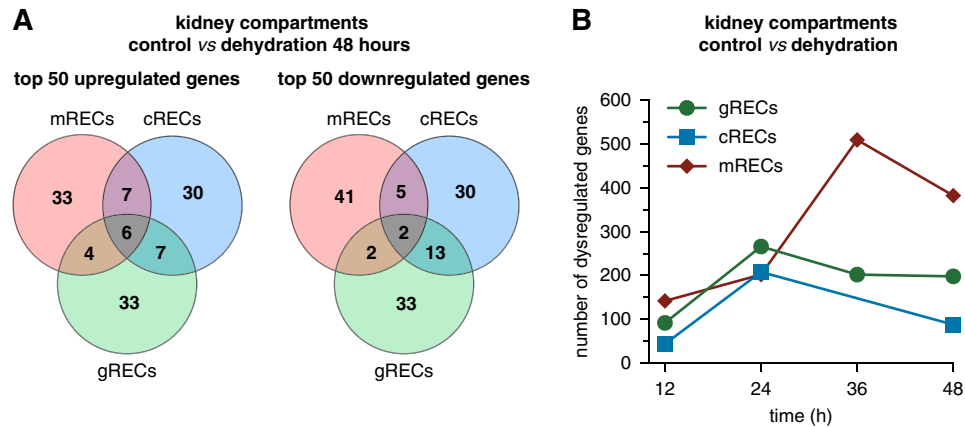 A
kidney compartments
control vs dehydration 48 hours
top 50 upregulated genes
mRECs
cRECs
33
7
30
6
4
7
33
gRECs
top 50 downregulated genes
mRECs
cRECs
41
5
30
2
2
13
33
gRECs
B
kidney compartments
control vs dehydration
gRECs
cRECs
mRECs
number of dysregulated genes
600
500
400
300
200
100
0
12
24
36
48
time (h)